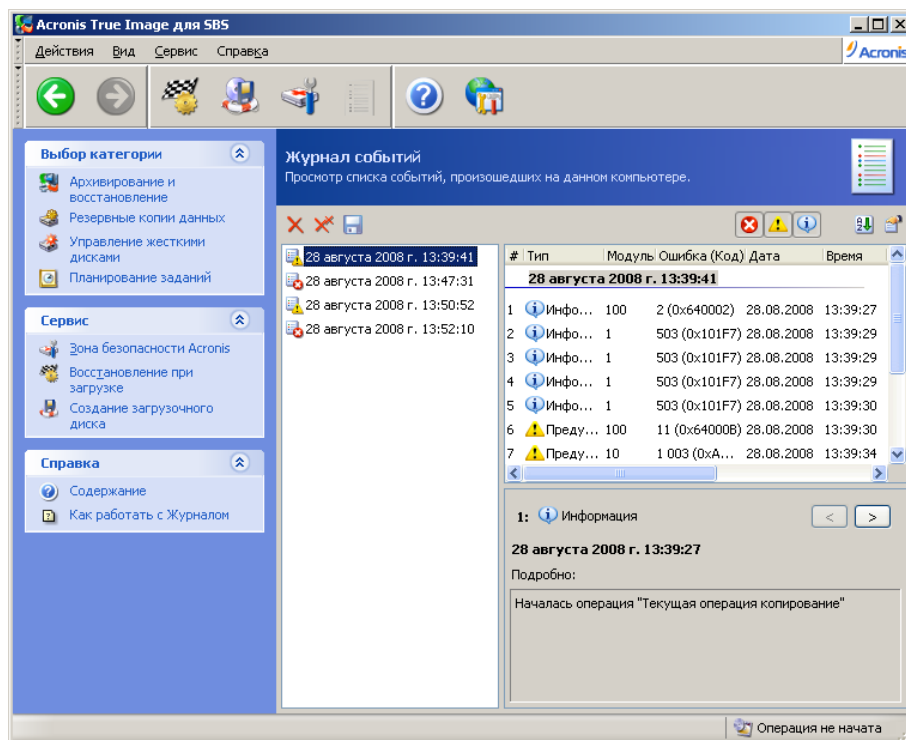 Acronis True Image для SBS
Действия Вид Сервис Справка
Acronis
Выбор категории
Архивирование и
восстановление
Резервные копии данных
Управление жесткими
дисками
Планирование заданий
Сервис
Зона безопасности Acronis
Восстановление при
загрузке
Создание загрузочного
диска
Справка
Содержание
Как работать с Журналом
Журнал событий
Просмотр списка событий, произошедших на данном компьютере.
28 августа 2008 г. 13:39:41
28 августа 2008 г. 13:47:31
28 августа 2008 г. 13:50:52
28 августа 2008 г. 13:52:10
# Тип Модуль Ошибка (Код) Дата Время
28 августа 2008 г. 13:39:41
1 Инфо... 100 2 (0x640002) 28.08.2008 13:39:27
2 Инфо... 1 503 (0x101F7) 28.08.2008 13:39:29
3 Инфо... 1 503 (0x101F7) 28.08.2008 13:39:29
4 Инфо... 1 503 (0x101F7) 28.08.2008 13:39:29
5 Инфо... 1 503 (0x101F7) 28.08.2008 13:39:30
6 Преду... 100 11 (0x64000B) 28.08.2008 13:39:30
7 Преду... 10 1 003 (0xA... 28.08.2008 13:39:34
1: Информация
< >
28 августа 2008 г. 13:39:27
Подробно:
Началась операция "Текущая операция копирование"
Операция не начата